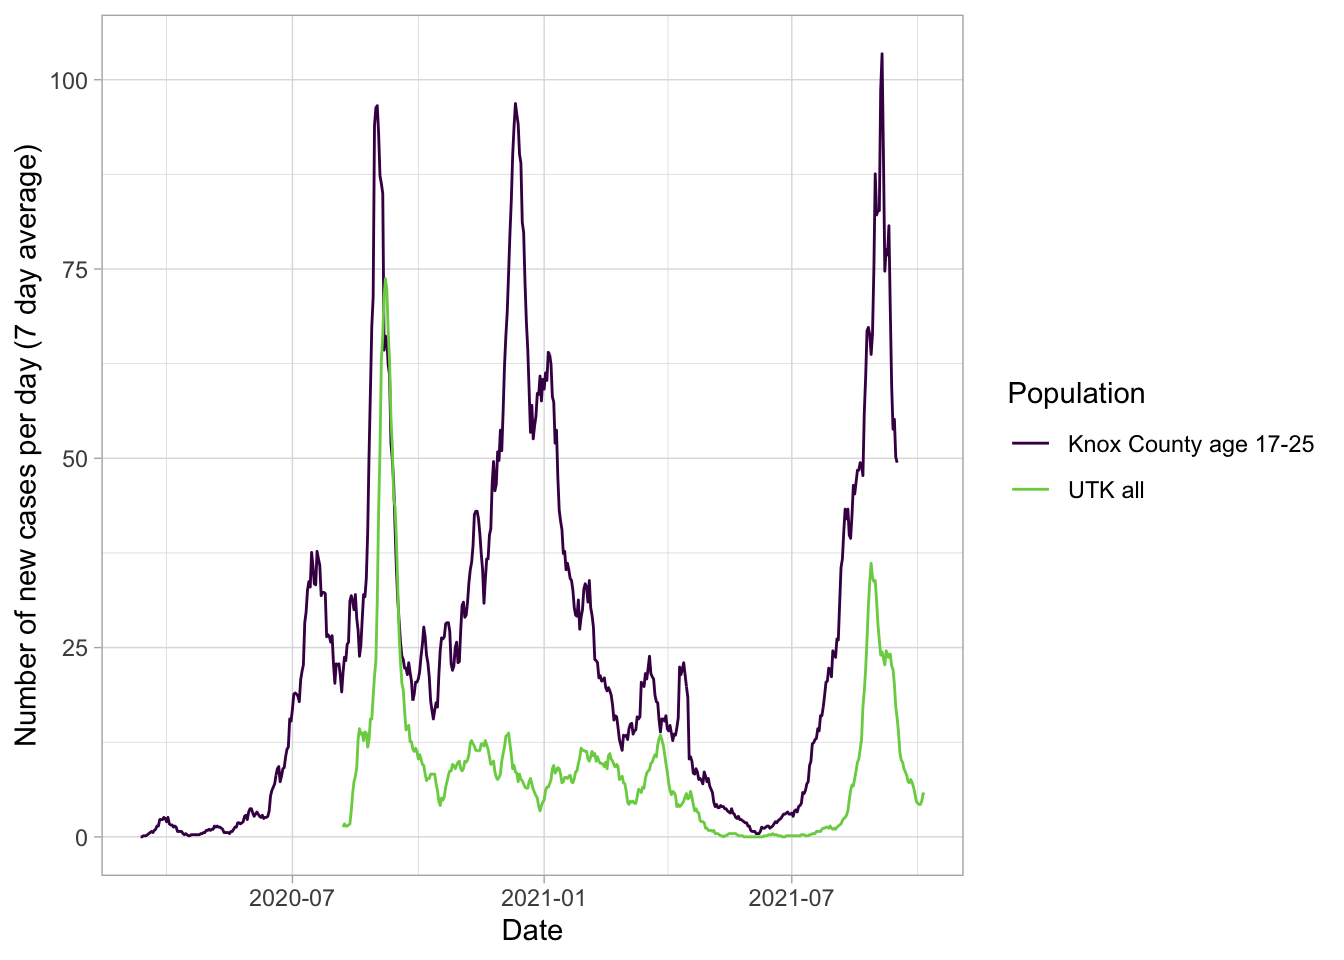 Number of new cases per day (7 day average)
100
75
50
25
0
2020-07
2021-01
2021-07
Date
Population
Knox County age 17-25
UTK all